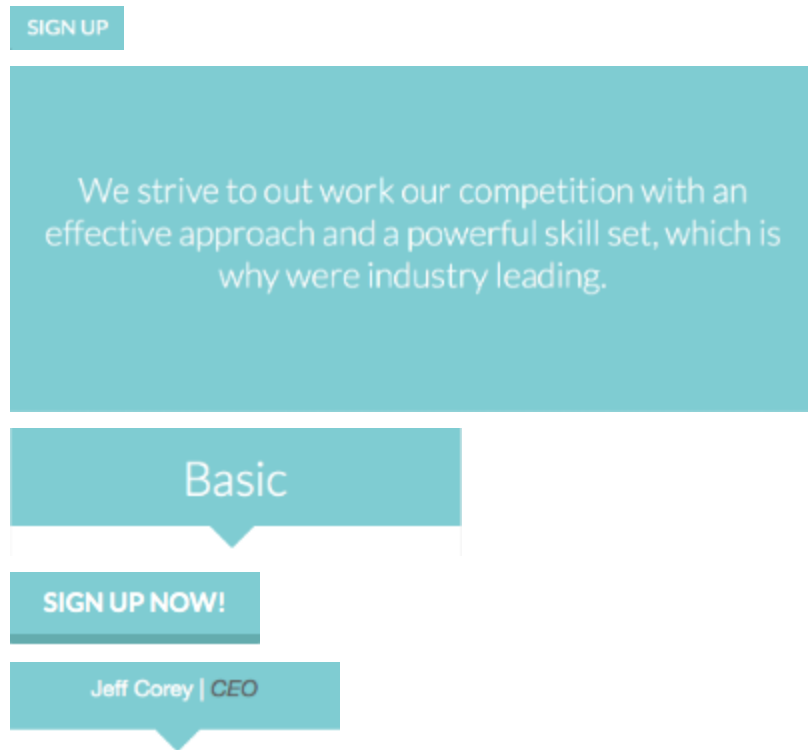 SIGN UP
We strive to out work our competition with an
effective approach and a powerful skill set, which is
why were industry leading.
Basic
SIGN UP NOW!
Jeff Corey | CEO